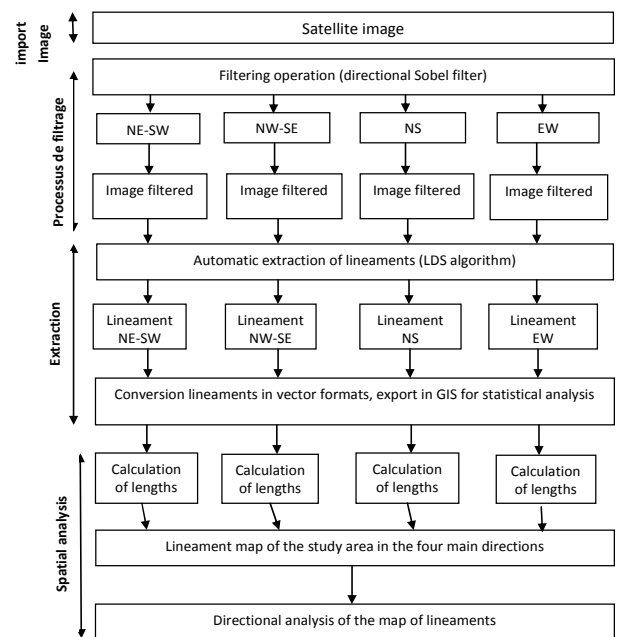 import
Image
Satellite image
Processus de filtrage
Filtering operation (directional Sobel filter)
NE-SW
NW-SE
NS
EW
Image filtered
Image filtered
Image filtered
Image filtered
Extraction
Automatic extraction of lineaments (LDS algorithm)
Lineament
NE-SW
Lineament
NW-SE
Lineament
NS
Lineament
EW
Conversion lineaments in vector formats, export in GIS for statistical analysis
Spatial analysis
Calculation
of lengths
Calculation
of lengths
Calculation
of lengths
Calculation
of lengths
Lineament map of the study area in the four main directions
Directional analysis of the map of lineaments